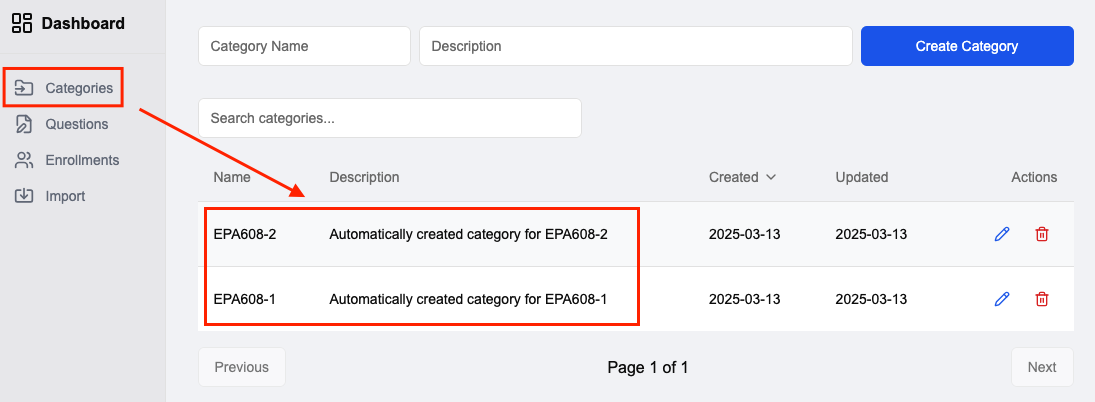 Dashboard
Categories
Questions
Enrollments
Import
Category Name Description Create Category
Search categories...
Name Description Created Updated Actions
EPA608-2 Automatically created category for EPA608-2 2025-03-13 2025-03-13
EPA608-1 Automatically created category for EPA608-1 2025-03-13 2025-03-13
Previous Page 1 of 1 Next